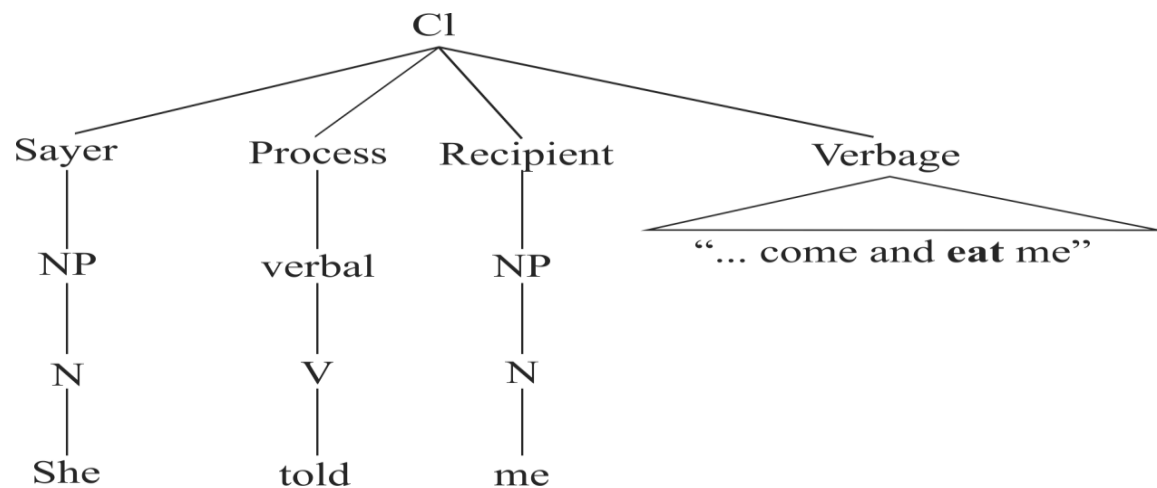 Cl
Sayer Process Recipient Verbage
"... come and eat me"
NP verbal NP
N V N
She told me